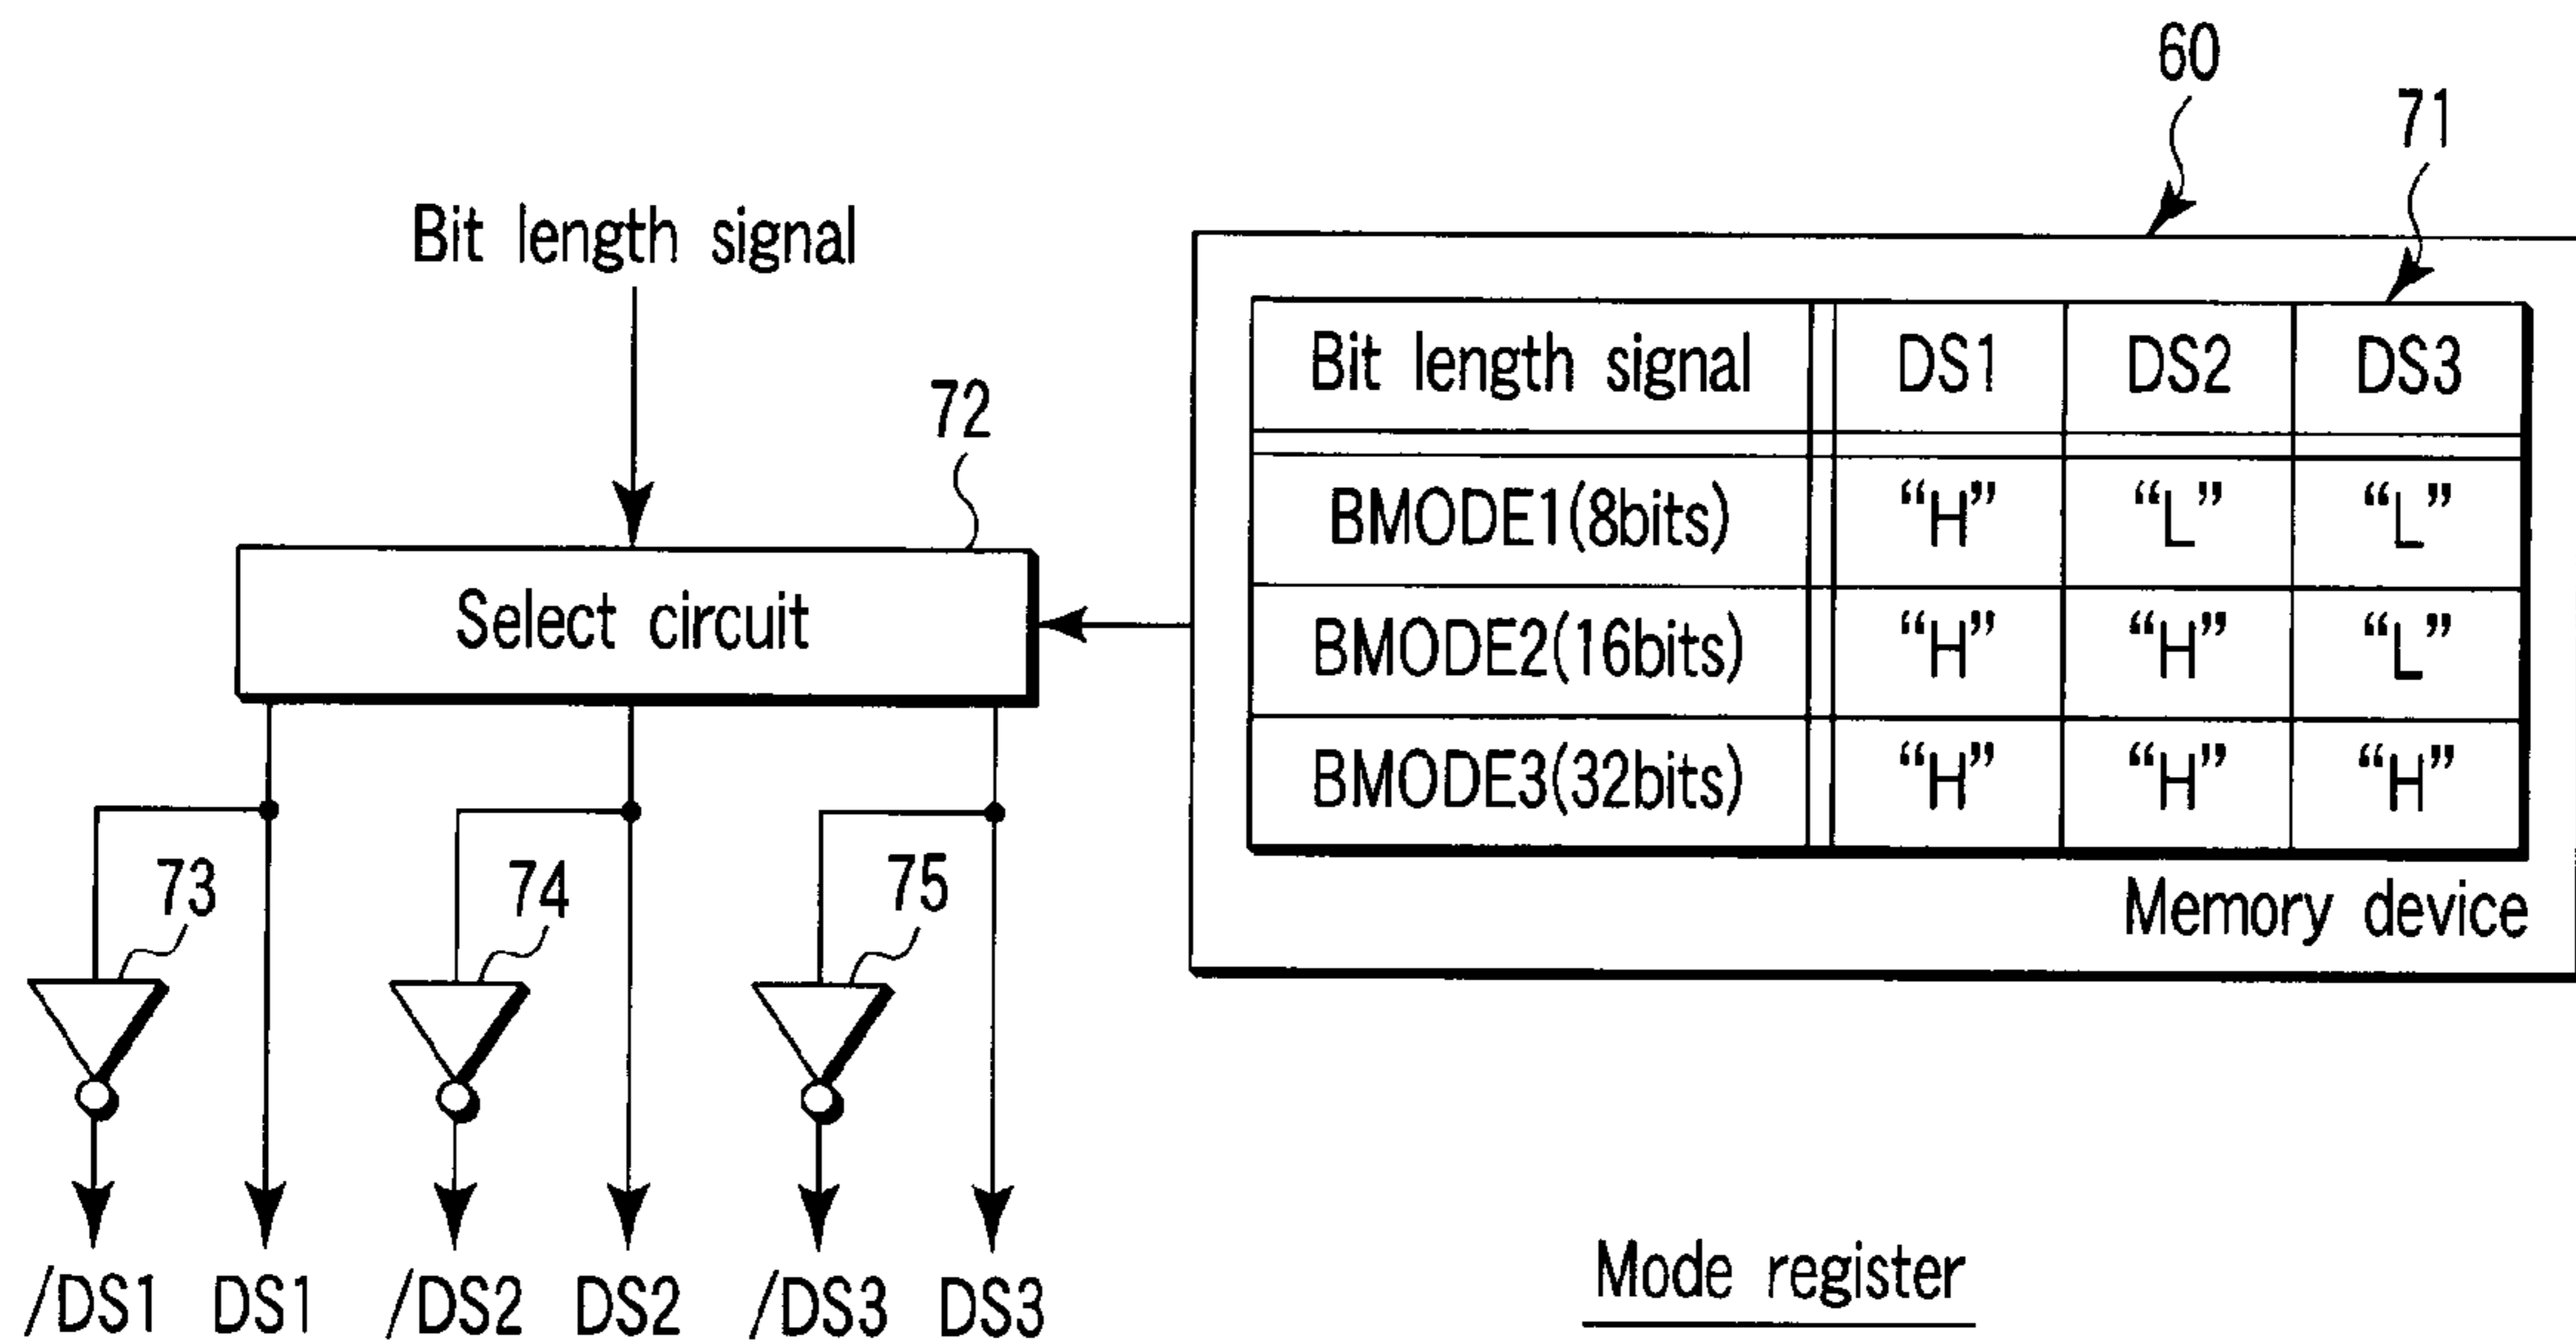 60
71
Bit length signal
72
Select circuit
Bit length signal DS1 DS2 DS3
BMODE1(8bits) “H” “L” “L”
BMODE2(16bits) “H” “H” “L”
BMODE3(32bits) “H” “H” “H”
Memory device
73 74 75
/DS1 DS1 /DS2 DS2 /DS3 DS3
Mode register